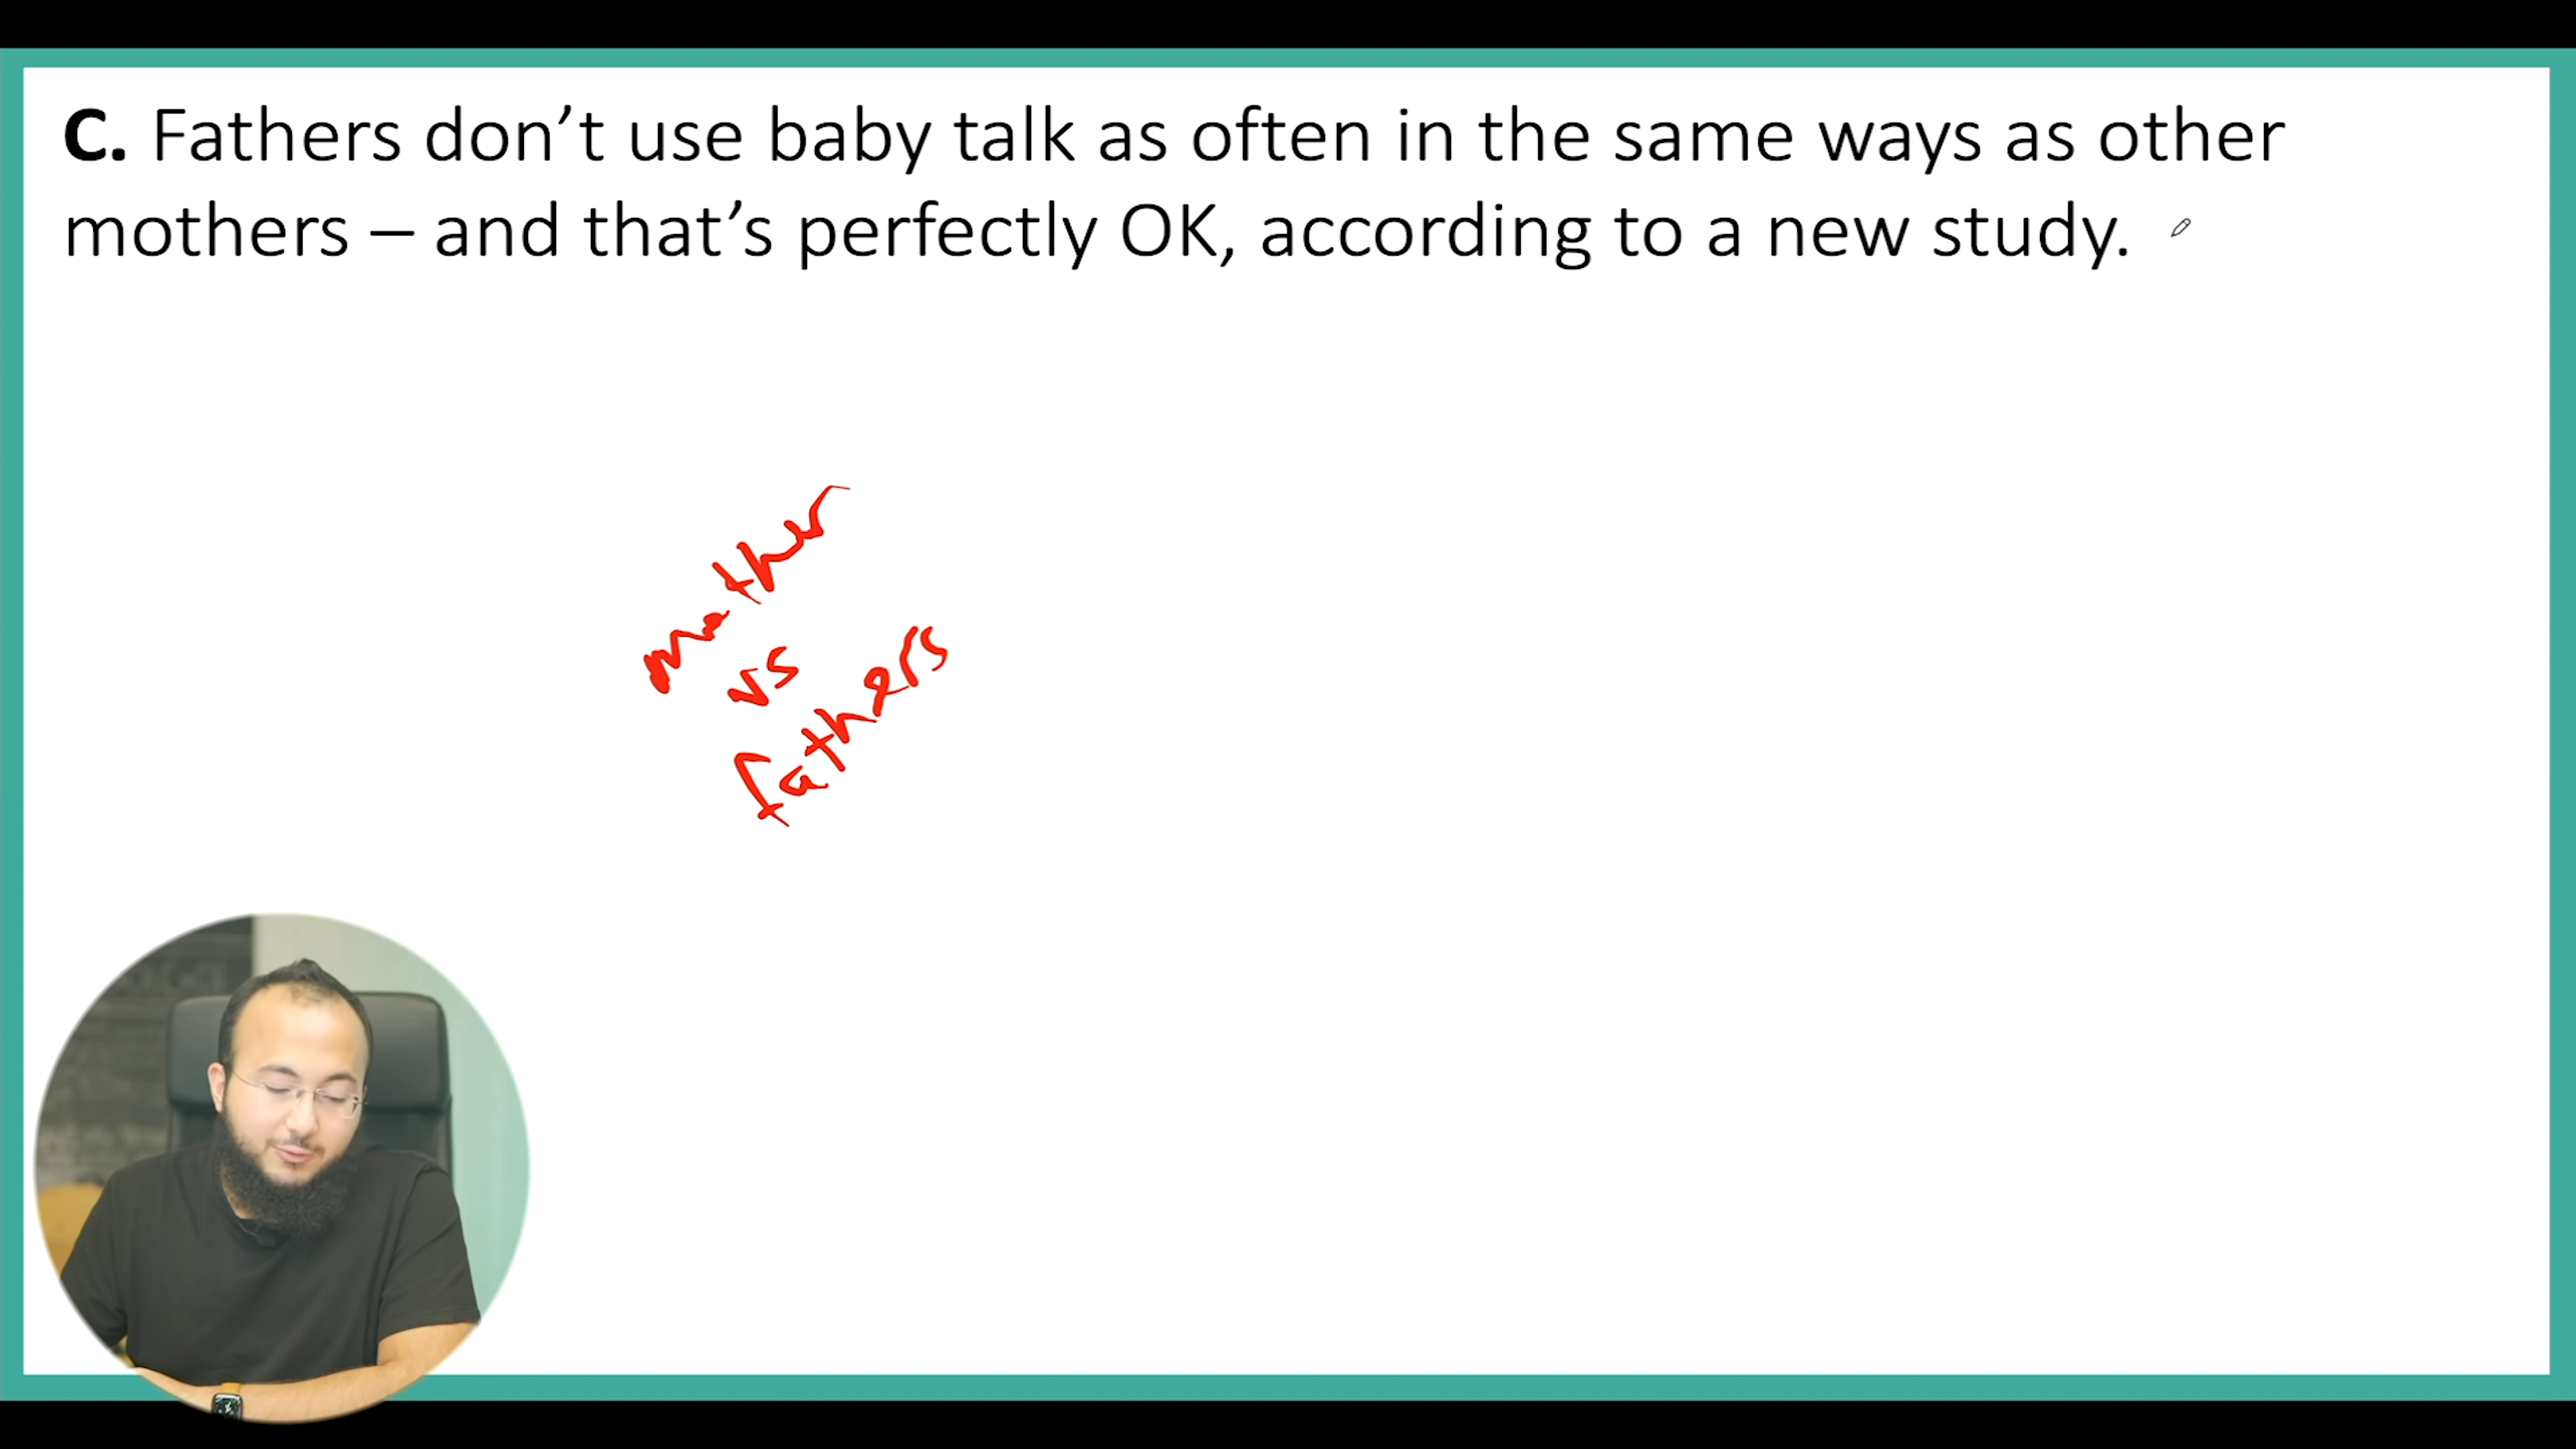 C. Fathers don’t use baby talk as often in the same ways as other
mothers – and that’s perfectly OK, according to a new study.
mother
vs
fathers